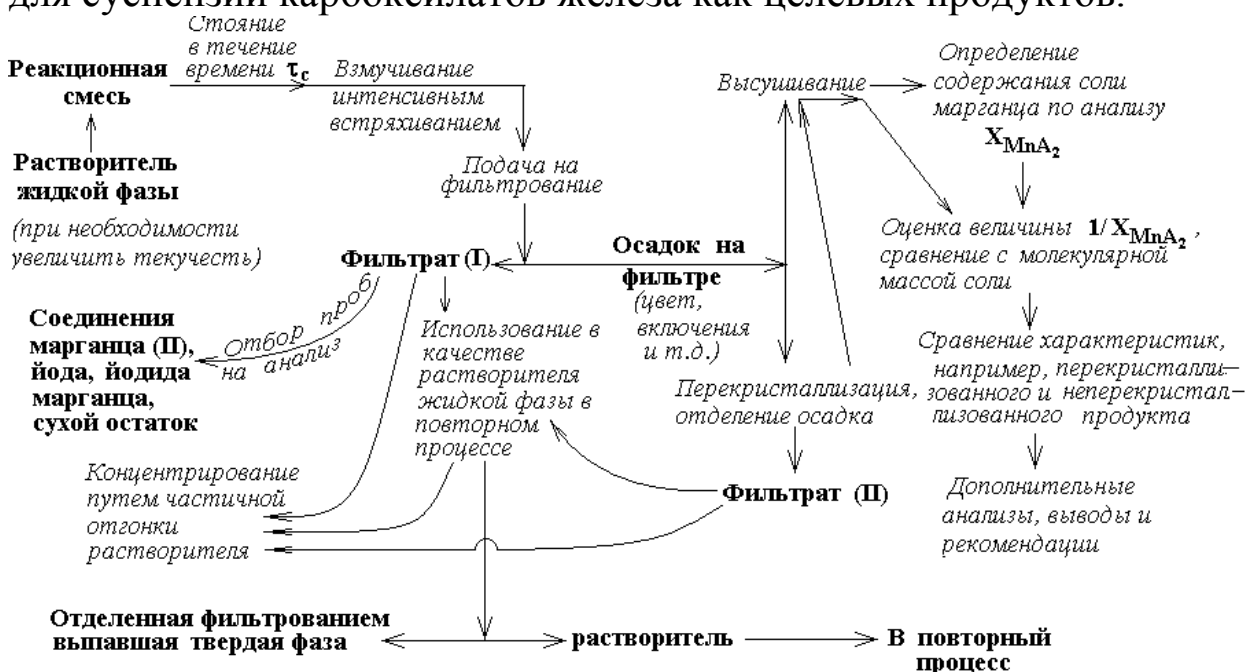 для суспензий карбоксилатов железа как целевых продуктов.
Стояние
в течение
времени τс
Реакционная
смесь
Взмучивание
интенсивным
встряхиванием
Растворитель
жидкой фазы
(при необходимости
увеличить текучесть)
Подача на
фильтрование
Фильтрат (I)
Осадок на
фильтре
(цвет,
включения
и т.д.)
Высушивание
Определение
содержания соли
марганца по анализу
XMnA2
Оценка величины 1/XMnA2 ,
сравнение с молекулярной
массой соли
Отбор проб
на анализ
Соединения
марганца (II),
йода, йодида
марганца,
сухой остаток
Использование в
качестве
растворителя
жидкой фазы в
повторном
процессе
Перекристаллизация,
отделение осадка
Сравнение характеристик,
например, перекристалли–
зованного и неперекристал–
лизованного продукта
Концентрирование
путем частичной
отгонки
растворителя
Фильтрат (II)
Дополнительные
анализы, выводы и
рекомендации
Отделенная фильтрованием
выпавшая твердая фаза
растворитель
В повторный
процесс